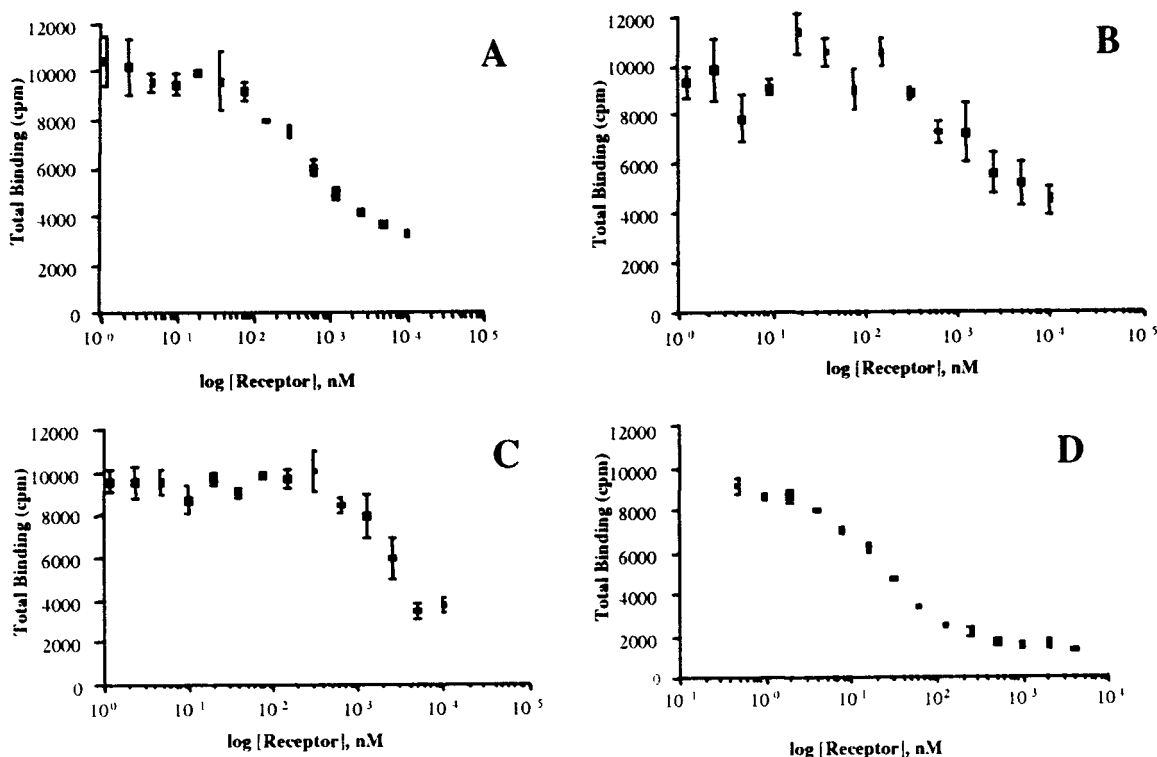 A
Total Binding (cpm)
12000
10000
8000
6000
4000
2000
0
10⁰ 10¹ 10² 10³ 10⁴ 10⁵
log [Receptor], nM
B
Total Binding (cpm)
12000
10000
8000
6000
4000
2000
0
10⁰ 10¹ 10² 10³ 10⁴ 10⁵
log [Receptor], nM
C
Total Binding (cpm)
12000
10000
8000
6000
4000
2000
0
10⁰ 10¹ 10² 10³ 10⁴ 10⁵
log [Receptor], nM
D
Total Binding (cpm)
12000
10000
8000
6000
4000
2000
0
10¹ 10⁰ 10¹ 10² 10³ 10⁴
log [Receptor], nM